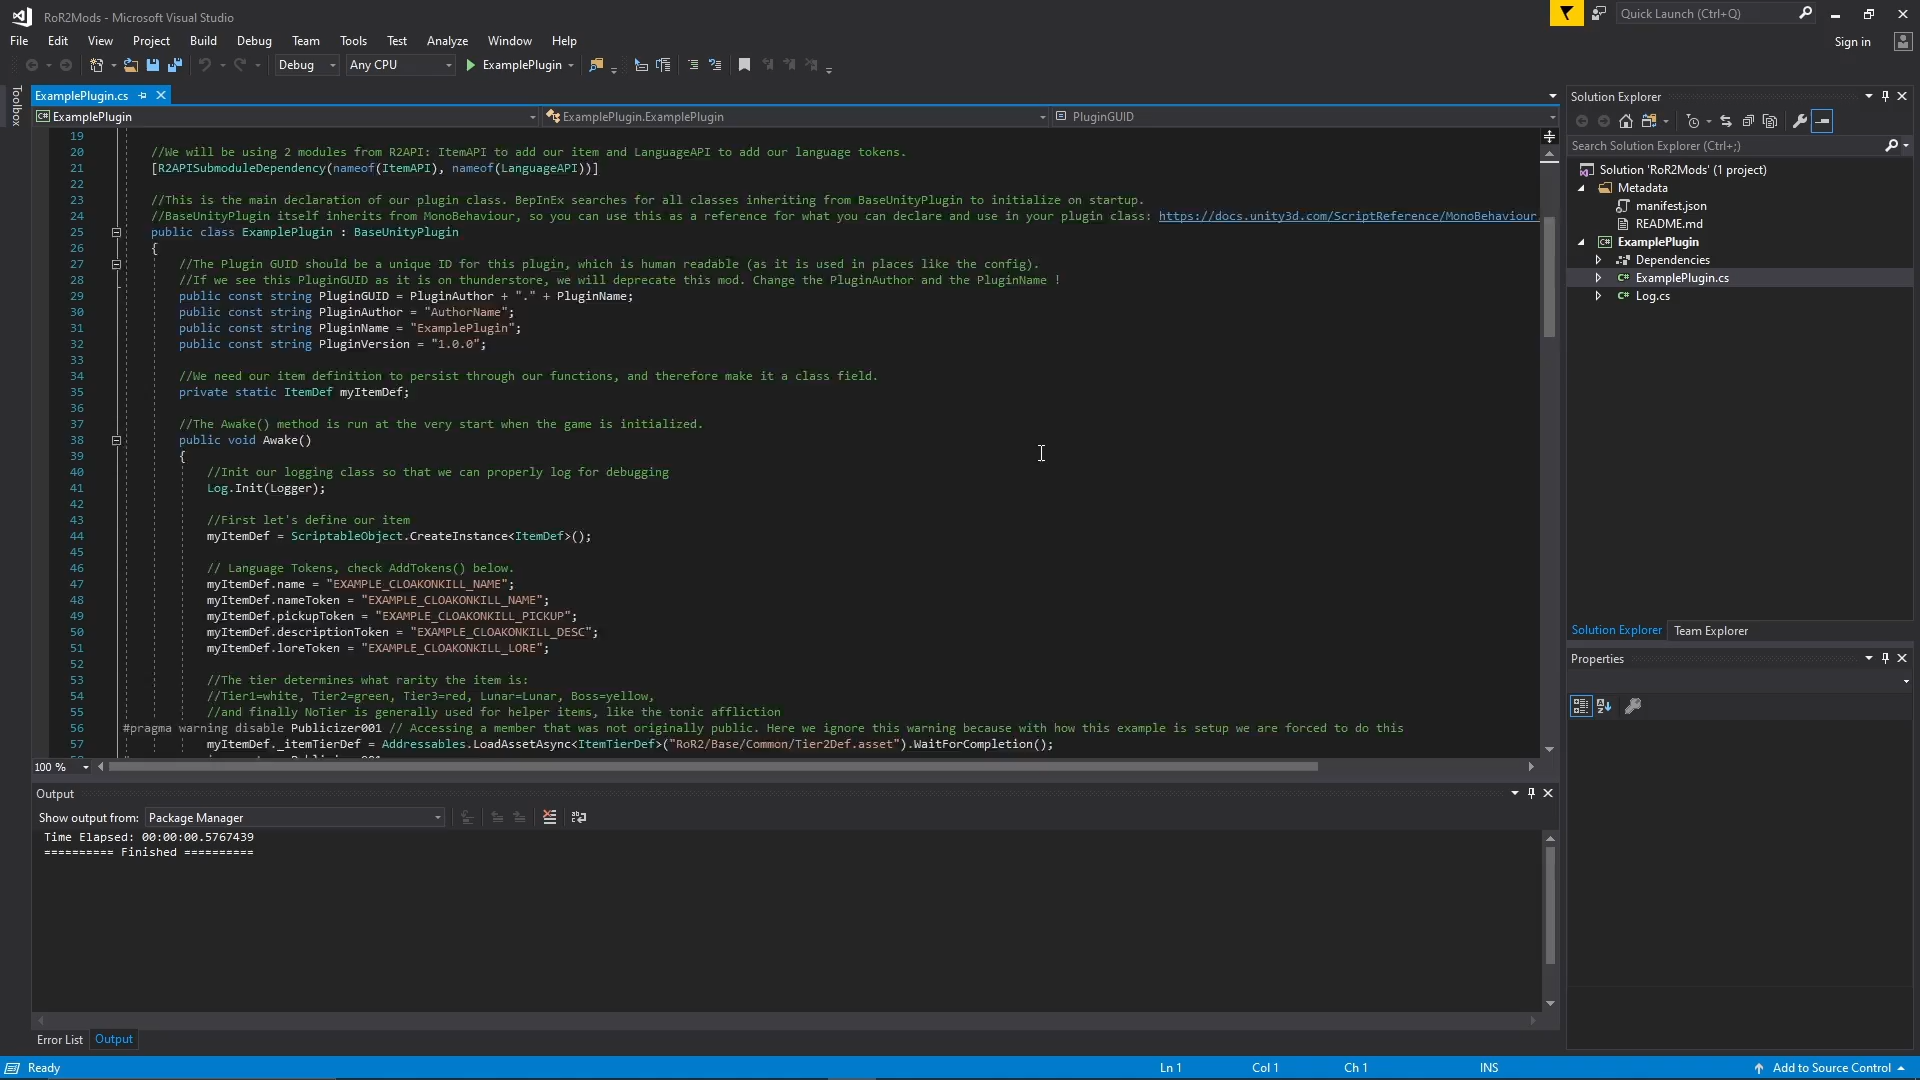 RoR2Mods - Microsoft Visual Studio
Quick Launch (Ctrl+Q)
File Edit View Project Build Debug Team Tools Test Analyze Window Help
Sign in
Debug Any CPU ExamplePlugin
Toolbox
ExamplePlugin.cs
ExamplePlugin ExamplePlugin.ExamplePlugin PluginGUID
19
20 //We will be using 2 modules from R2API: ItemAPI to add our item and LanguageAPI to add our language tokens.
21 [R2APISubmoduleDependency(nameof(ItemAPI), nameof(LanguageAPI))]
22
23 //This is the main declaration of our plugin class. BepInEx searches for all classes inheriting from BaseUnityPlugin to initialize on startup.
24 //BaseUnityPlugin itself inherits from MonoBehaviour, so you can use this as a reference for what you can declare and use in your plugin class: https://docs.unity3d.com/ScriptReference/MonoBehaviour.
25 public class ExamplePlugin : BaseUnityPlugin
26 {
27 //The Plugin GUID should be a unique ID for this plugin, which is human readable (as it is used in places like the config).
28 //If we see this PluginGUID as it is on thunderstore, we will deprecate this mod. Change the PluginAuthor and the PluginName !
29 public const string PluginGUID = PluginAuthor + "." + PluginName;
30 public const string PluginAuthor = "AuthorName";
31 public const string PluginName = "ExamplePlugin";
32 public const string PluginVersion = "1.0.0";
33
34 //We need our item definition to persist through our functions, and therefore make it a class field.
35 private static ItemDef myItemDef;
36
37 //The Awake() method is run at the very start when the game is initialized.
38 public void Awake()
39 {
40 //Init our logging class so that we can properly log for debugging
41 Log.Init(Logger);
42
43 //First let's define our item
44 myItemDef = ScriptableObject.CreateInstance<ItemDef>();
45
46 // Language Tokens, check AddTokens() below.
47 myItemDef.name = "EXAMPLE_CLOAKONKILL_NAME";
48 myItemDef.nameToken = "EXAMPLE_CLOAKONKILL_NAME";
49 myItemDef.pickupToken = "EXAMPLE_CLOAKONKILL_PICKUP";
50 myItemDef.descriptionToken = "EXAMPLE_CLOAKONKILL_DESC";
51 myItemDef.loreToken = "EXAMPLE_CLOAKONKILL_LORE";
52
53 //The tier determines what rarity the item is:
54 //Tier1=white, Tier2=green, Tier3=red, Lunar=Lunar, Boss=yellow,
55 //and finally NoTier is generally used for helper items, like the tonic affliction
56 #pragma warning disable Publicizer001 // Accessing a member that was not originally public. Here we ignore this warning because with how this example is setup we are forced to do this
57 myItemDef._itemTierDef = Addressables.LoadAssetAsync<ItemTierDef>("RoR2/Base/Common/Tier2Def.asset").WaitForCompletion();
100 %
Output
Show output from: Package Manager
Time Elapsed: 00:00:00.5767439
========== Finished ==========
Error List Output
Solution Explorer
Search Solution Explorer (Ctrl+;)
Solution 'RoR2Mods' (1 project)
Metadata
manifest.json
README.md
ExamplePlugin
Dependencies
ExamplePlugin.cs
Log.cs
Solution Explorer Team Explorer
Properties
Ready Ln 1 Col 1 Ch 1 INS Add to Source Control